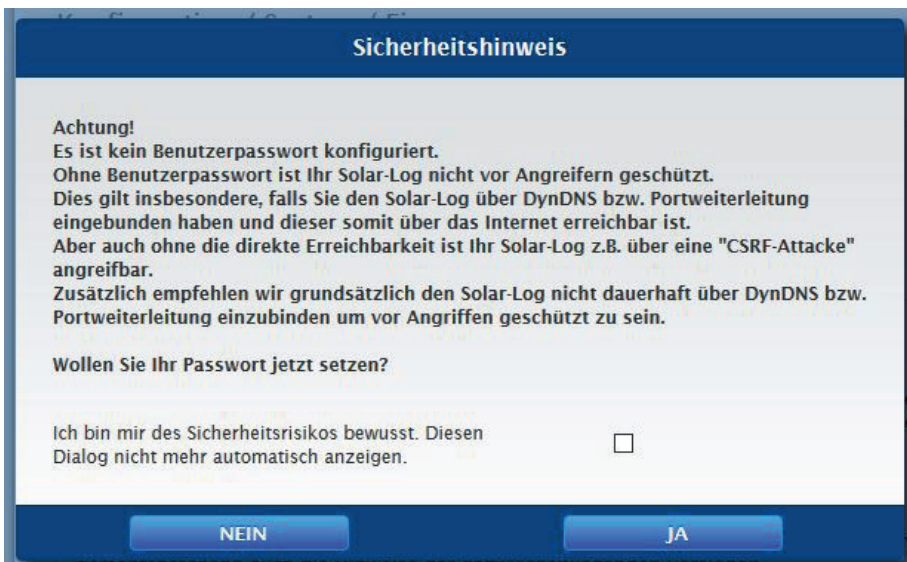 Sicherheitshinweis
Achtung!
Es ist kein Benutzerpasswort konfiguriert.
Ohne Benutzerpasswort ist Ihr Solar-Log nicht vor Angreifern geschützt.
Dies gilt insbesondere, falls Sie den Solar-Log über DynDNS bzw. Portweiterleitung
eingebunden haben und dieser somit über das Internet erreichbar ist.
Aber auch ohne die direkte Erreichbarkeit ist Ihr Solar-Log z.B. über eine "CSRF-Attacke"
angreifbar.
Zusätzlich empfehlen wir grundsätzlich den Solar-Log nicht dauerhaft über DynDNS bzw.
Portweiterleitung einzubinden um vor Angriffen geschützt zu sein.
Wollen Sie Ihr Passwort jetzt setzen?
Ich bin mir des Sicherheitsrisikos bewusst. Diesen
Dialog nicht mehr automatisch anzeigen.
NEIN
JA